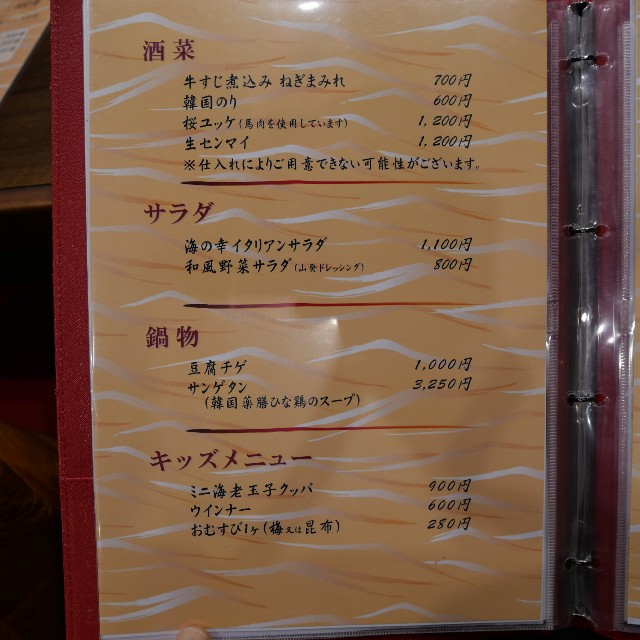 酒菜
牛すじ煮込み ねぎまみれ 700円
韓国のり 600円
桜ユッケ(馬肉を使用しています) 1,200円
生センマイ 1,200円
※仕入れによりご用意できない可能性がございます。
サラダ
海の幸イタリアンサラダ 1,100円
和風野菜サラダ(山発ドレッシング) 800円
鍋物
豆腐チゲ 1,000円
サンゲタン 3,250円
(韓国薬膳ひな鶏のスープ)
キッズメニュー
ミニ海老玉子クッパ 900円
ウインナー 600円
おむすび1ヶ(梅又は昆布) 280円